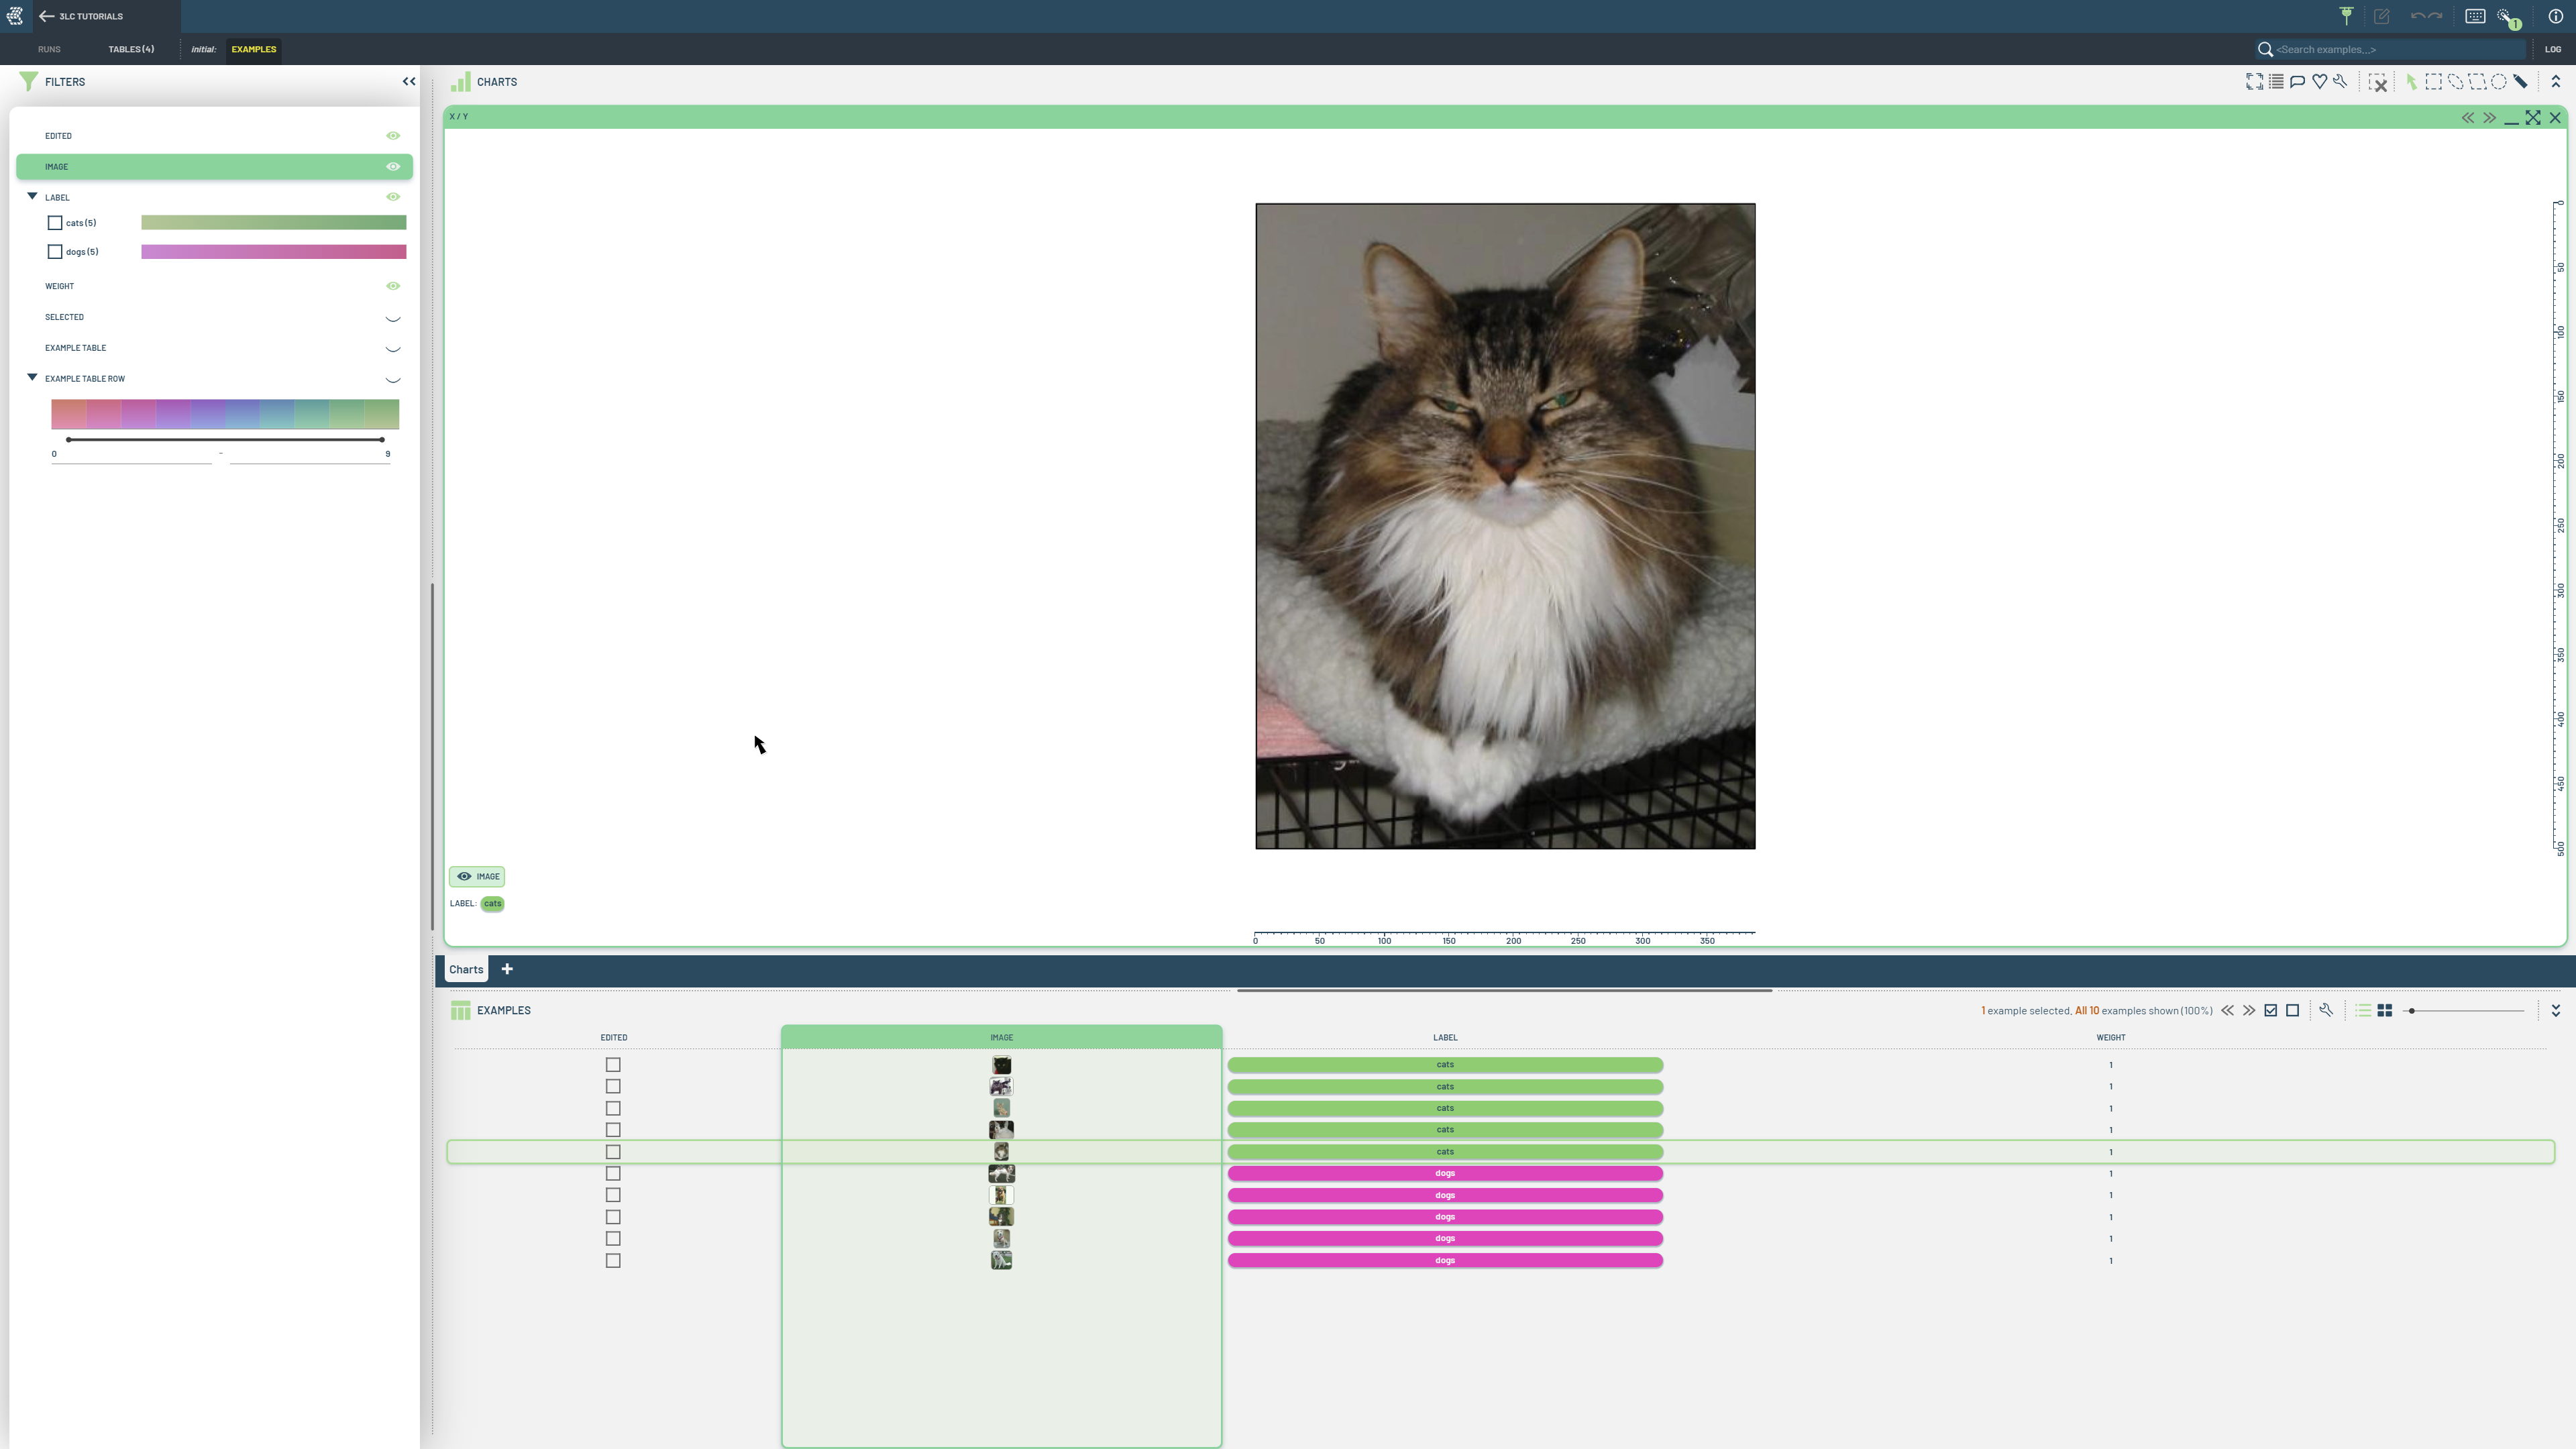 3LC TUTORIALS
1
RUNS TABLES (4) initial: EXAMPLES <Search examples...> LOG
FILTERS
EDITED
IMAGE
LABEL
cats (5)
dogs (5)
WEIGHT
SELECTED
EXAMPLE TABLE
EXAMPLE TABLE ROW
0 - 9
CHARTS
X / Y
0
50
100
150
200
250
300
350
400
450
500
IMAGE
LABEL: cats
0 50 100 150 200 250 300 350
Charts +
EXAMPLES 1 example selected. All 10 examples shown (100%)
EDITED IMAGE LABEL WEIGHT
cats 1
cats 1
cats 1
cats 1
cats 1
dogs 1
dogs 1
dogs 1
dogs 1
dogs 1